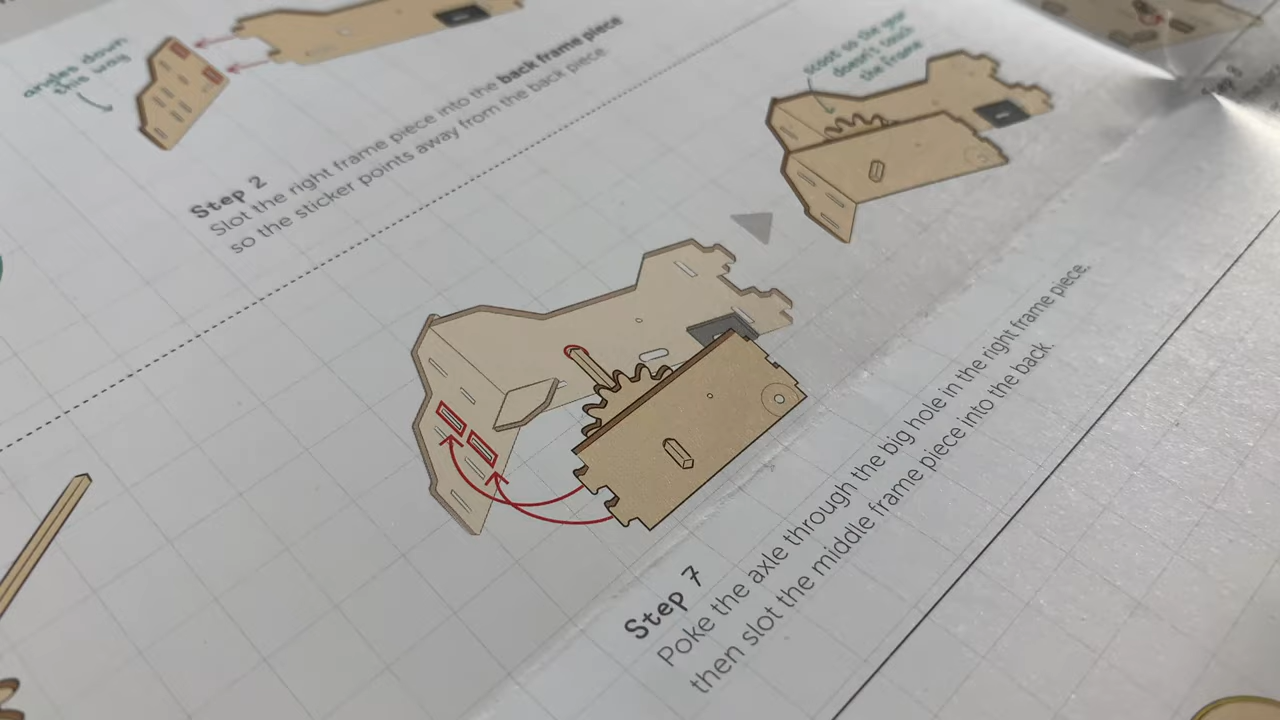 angles down
this way
Step 2
Slot the right frame piece into the back frame piece
so the sticker points away from the back piece.
scoot so the gear
doesn't touch
the frame
Step 7
Poke the axle through the big hole in the right frame piece,
then slot the middle frame piece into the back.